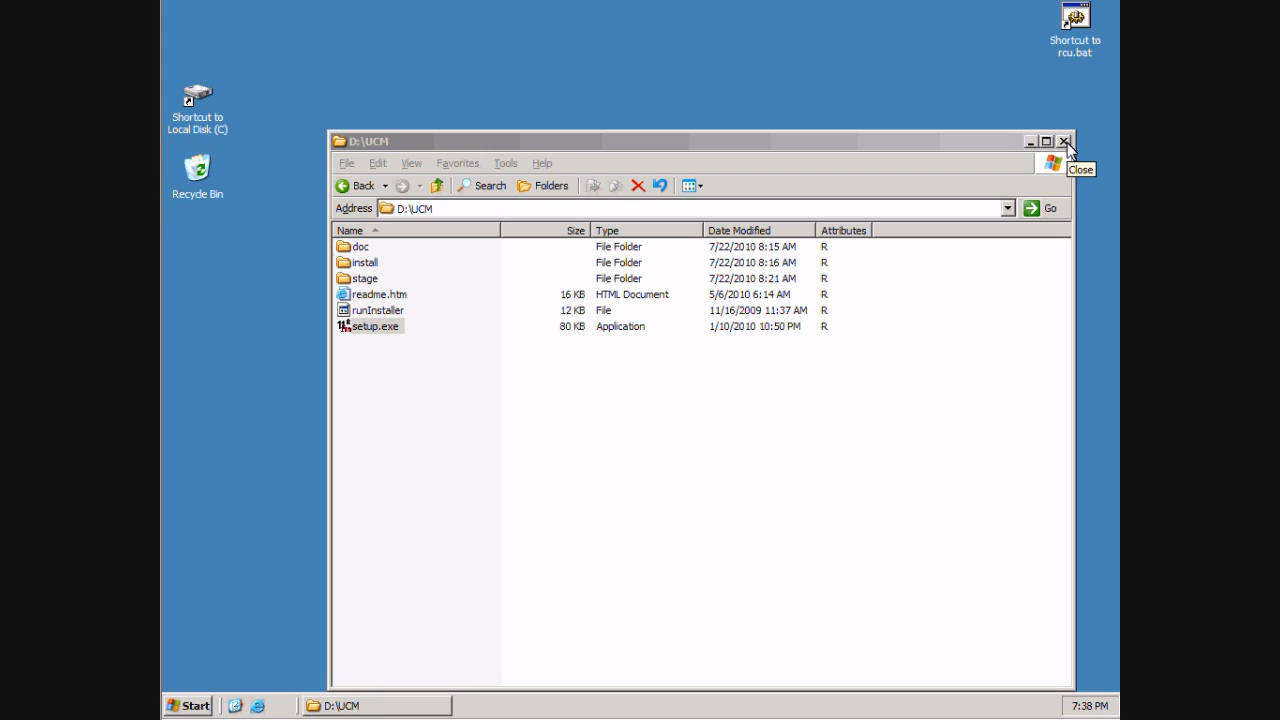 Shortcut to
rcu.bat
Shortcut to
Local Disk (C)
Recycle Bin
D:\UCM
File Edit View Favorites Tools Help
Close
Back Search Folders
Address D:\UCM Go
Name Size Type Date Modified Attributes
doc File Folder 7/22/2010 8:15 AM R
install File Folder 7/22/2010 8:16 AM R
stage File Folder 7/22/2010 8:21 AM R
readme.htm 16 KB HTML Document 5/6/2010 6:14 AM R
runInstaller 12 KB File 11/16/2009 11:37 AM R
setup.exe 80 KB Application 1/10/2010 10:50 PM R
Start D:\UCM 7:38 PM